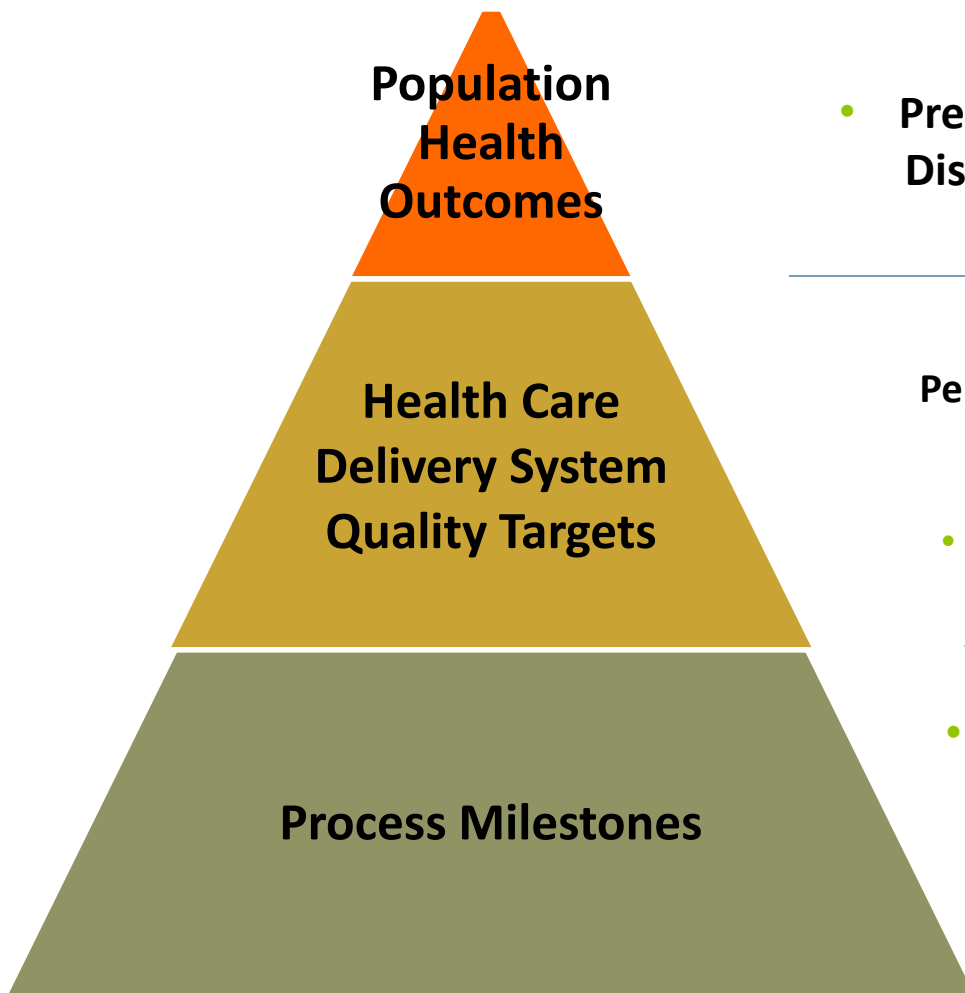 Population
Health
Outcomes
• Pre
Dis
Health Care
Delivery System
Quality Targets
Pe
•
•
Process Milestones